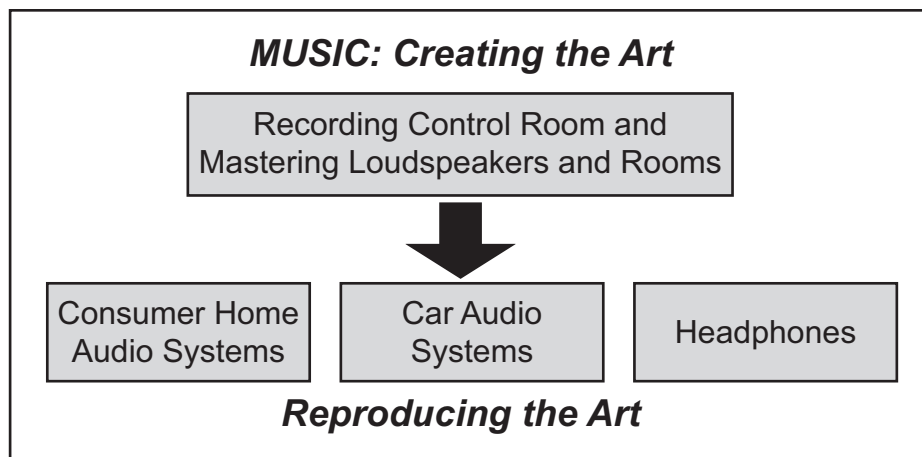 MUSIC: Creating the Art
Recording Control Room and
Mastering Loudspeakers and Rooms
Consumer Home
Audio Systems
Car Audio
Systems
Headphones
Reproducing the Art